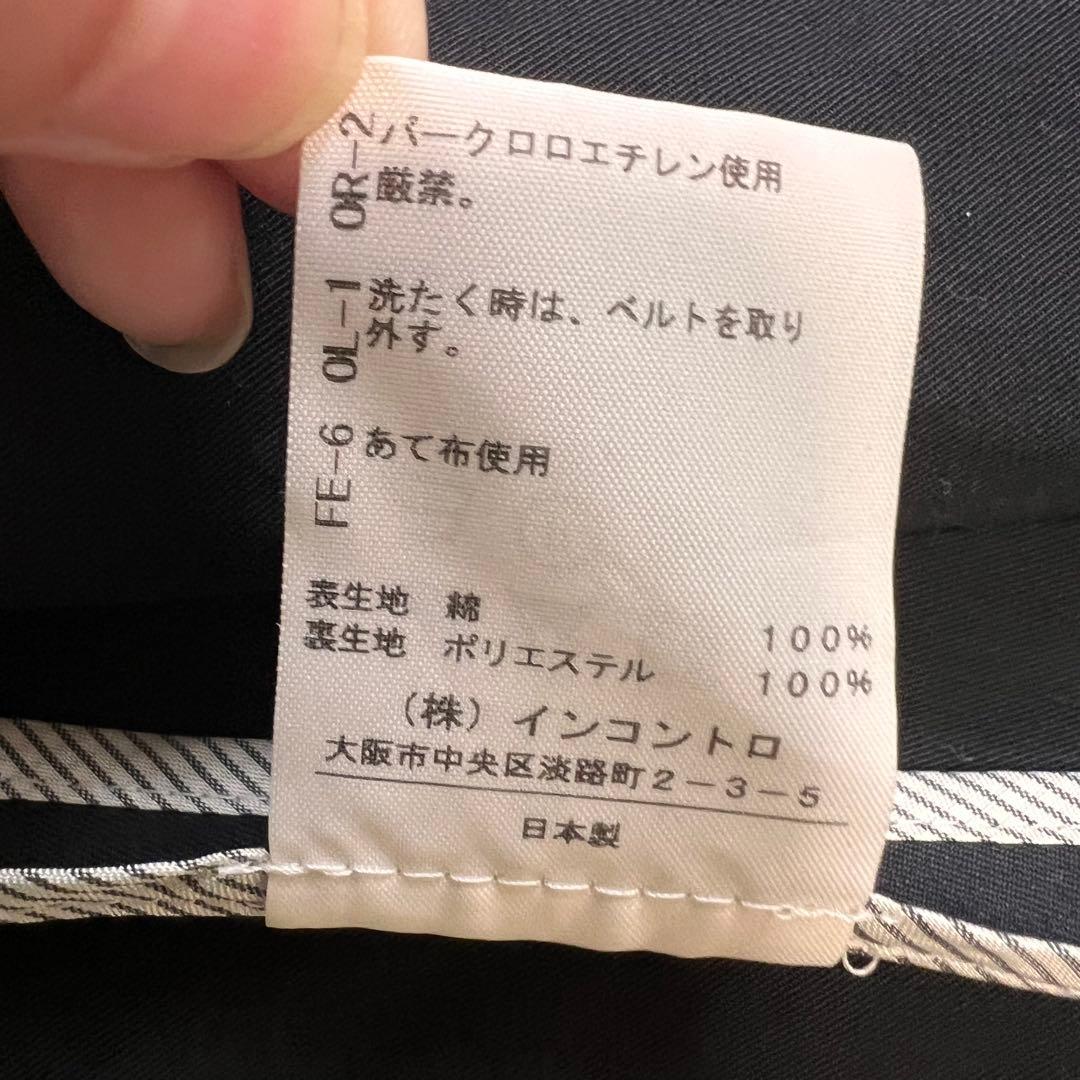 OR-2 パークロロエチレン使用
厳禁。
OL-1 洗たく時は、ベルトを取り
外す。
FE-6 あて布使用
表生地 綿 100%
裏生地 ポリエステル 100%
(株)インコントロ
大阪市中央区淡路町2-3-5
日本製